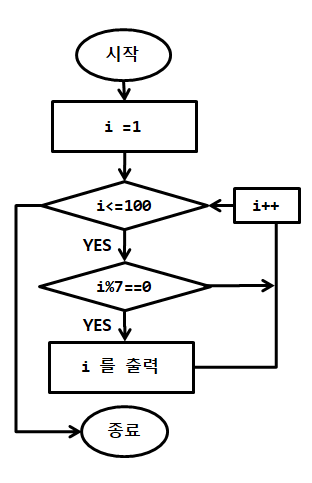 시작
i =1
i<=100
i++
YES
i%7==0
YES
i 를 출력
종료